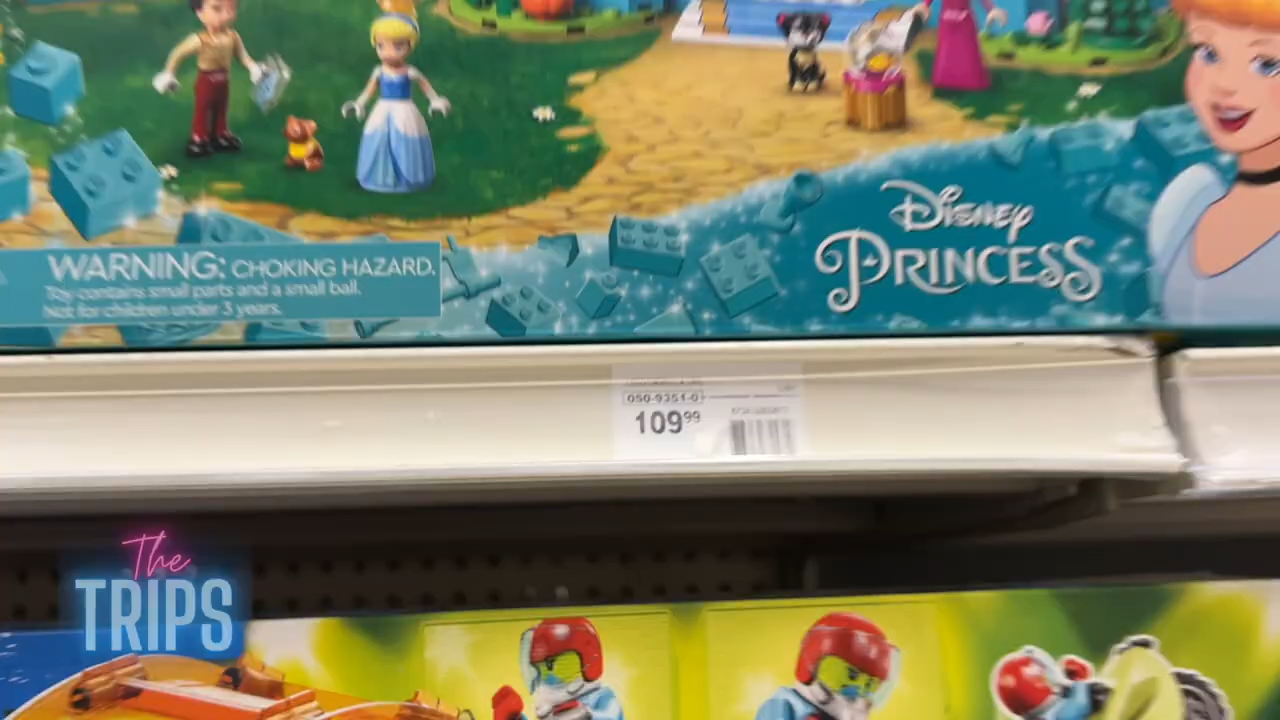 WARNING: CHOKING HAZARD.
Toy contains small parts and a small ball.
Not for children under 3 years.
Disney
PRINCESS
050-9351-0
109.99
The
TRIPS